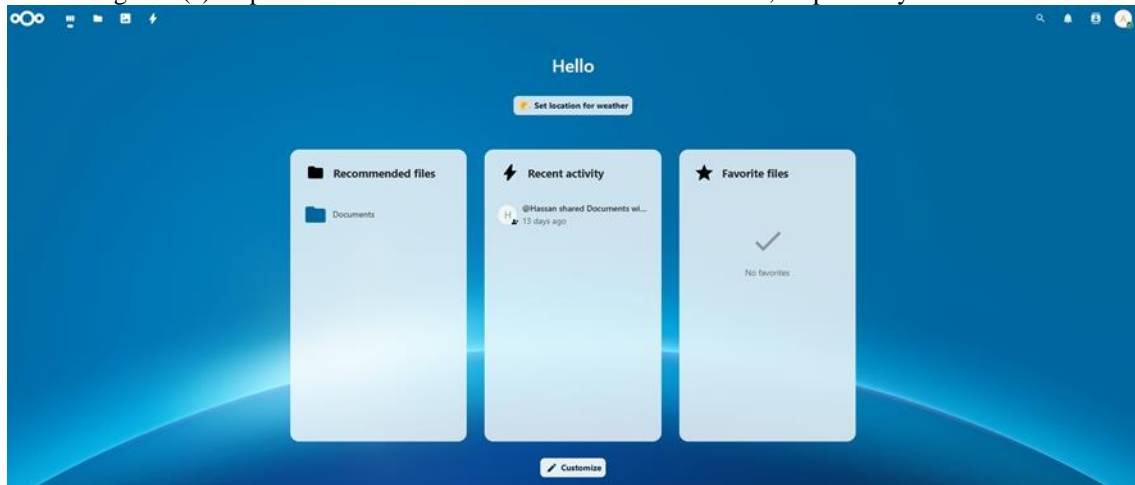 Hello
Set location for weather
Recommended files
Documents
Recent activity
H
@Hassan shared Documents wi...
13 days ago
Favorite files
No favorites
Customize